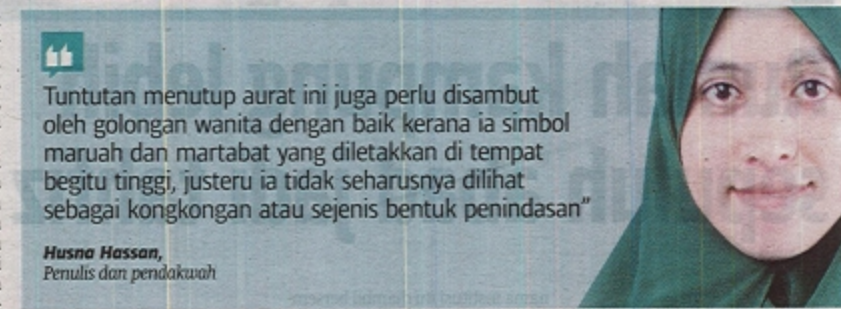 “
Tuntutan menutup aurat ini juga perlu disambut
oleh golongan wanita dengan baik kerana ia simbol
maruah dan martabat yang diletakkan di tempat
begitu tinggi, justeru ia tidak seharusnya dilihat
sebagai kongkongan atau sejenis bentuk penindasan”
Husna Hassan,
Penulis dan pendakwah